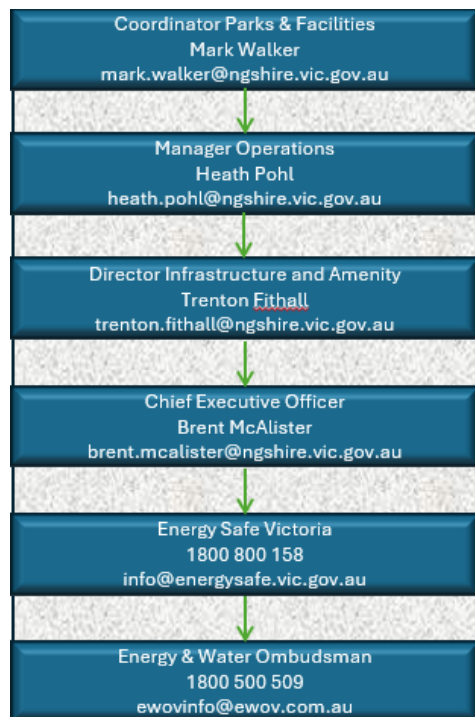 Coordinator Parks & Facilities
Mark Walker
mark.walker@ngshire.vic.gov.au
Manager Operations
Heath Pohl
heath.pohl@ngshire.vic.gov.au
Director Infrastructure and Amenity
Trenton Fithall
trenton.fithall@ngshire.vic.gov.au
Chief Executive Officer
Brent McAlister
brent.mcalister@ngshire.vic.gov.au
Energy Safe Victoria
1800 800 158
info@energysafe.vic.gov.au
Energy & Water Ombudsman
1800 500 509
ewovinfo@ewov.com.au